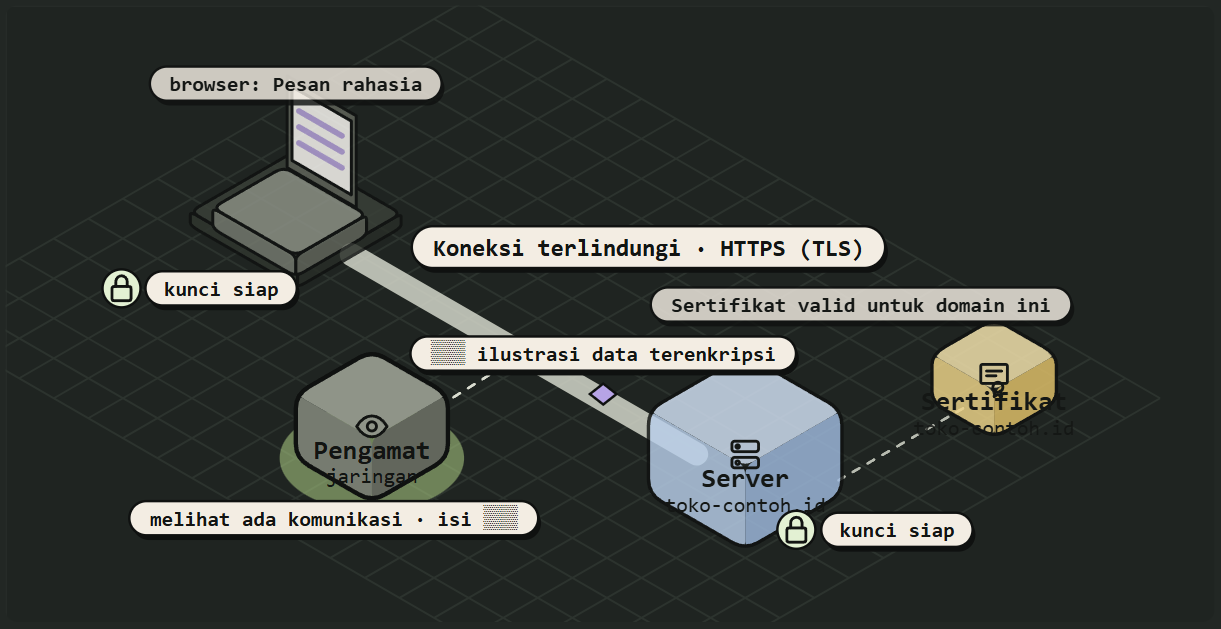 browser: Pesan rahasia
Koneksi terlindungi · HTTPS (TLS)
kunci siap
Sertifikat valid untuk domain ini
▒▒▒ ilustrasi data terenkripsi
Sertifikat
toko-contoh.id
Pengamat
jaringan
Server
toko-contoh.id
melihat ada komunikasi · isi ▒▒▒
kunci siap